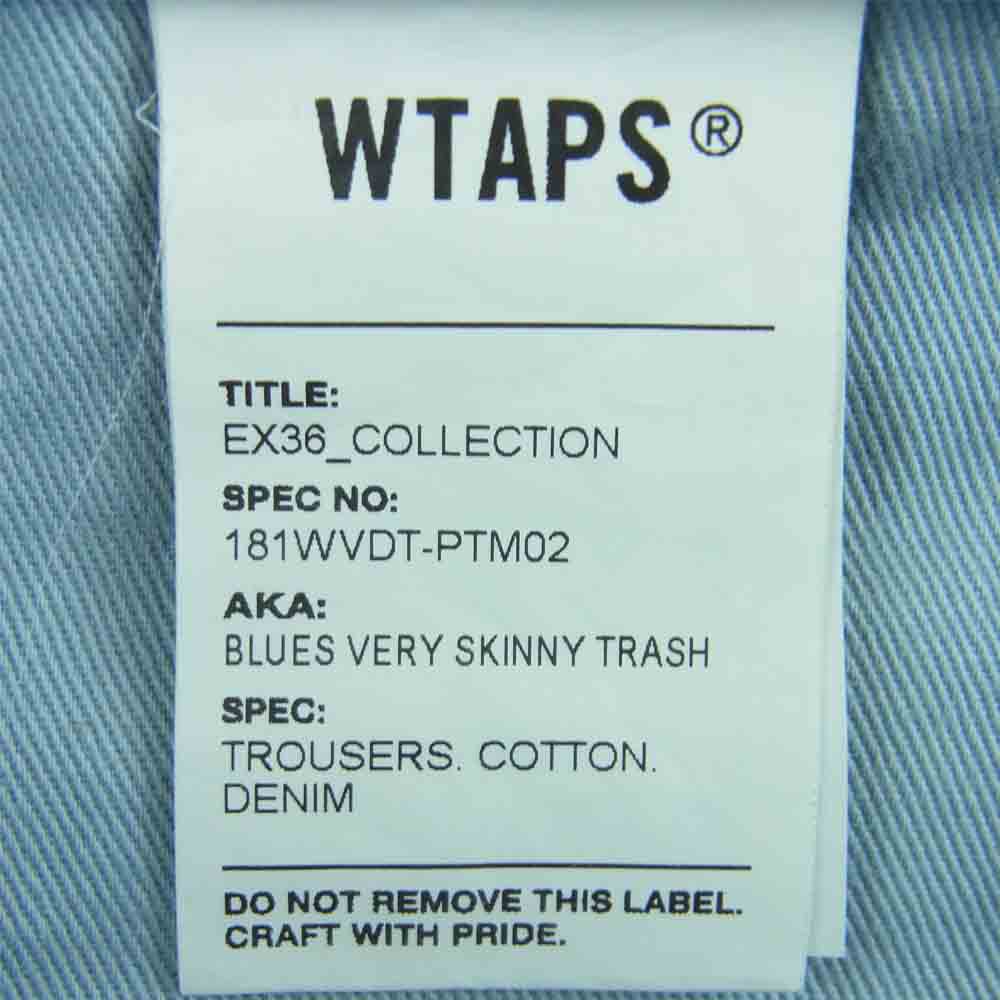 WTAPS®
TITLE:
EX36_COLLECTION
SPEC NO:
181WVDT-PTM02
AKA:
BLUES VERY SKINNY TRASH
SPEC:
TROUSERS. COTTON.
DENIM
DO NOT REMOVE THIS LABEL.
CRAFT WITH PRIDE.